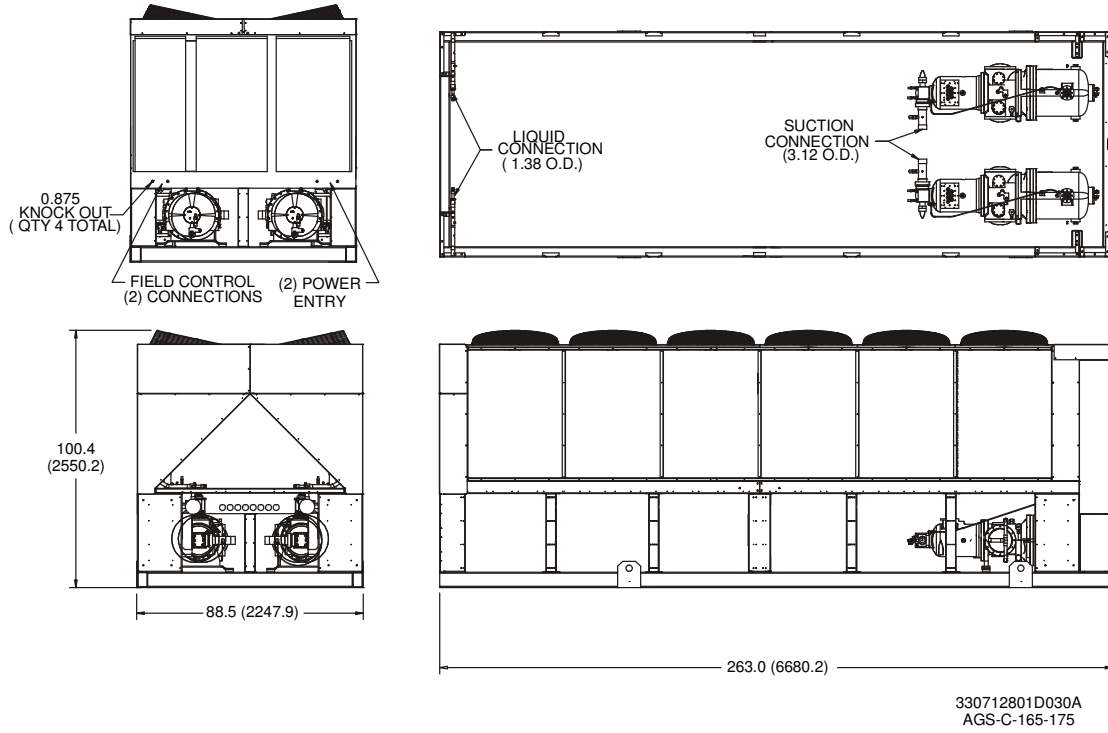 0.875
KNOCK OUT
( QTY 4 TOTAL)
FIELD CONTROL
(2) CONNECTIONS
(2) POWER
ENTRY
LIQUID
CONNECTION
( 1.38 O.D.)
SUCTION
CONNECTION
(3.12 O.D.)
100.4
(2550.2)
88.5 (2247.9)
263.0 (6680.2)
330712801D030A
AGS-C-165-175